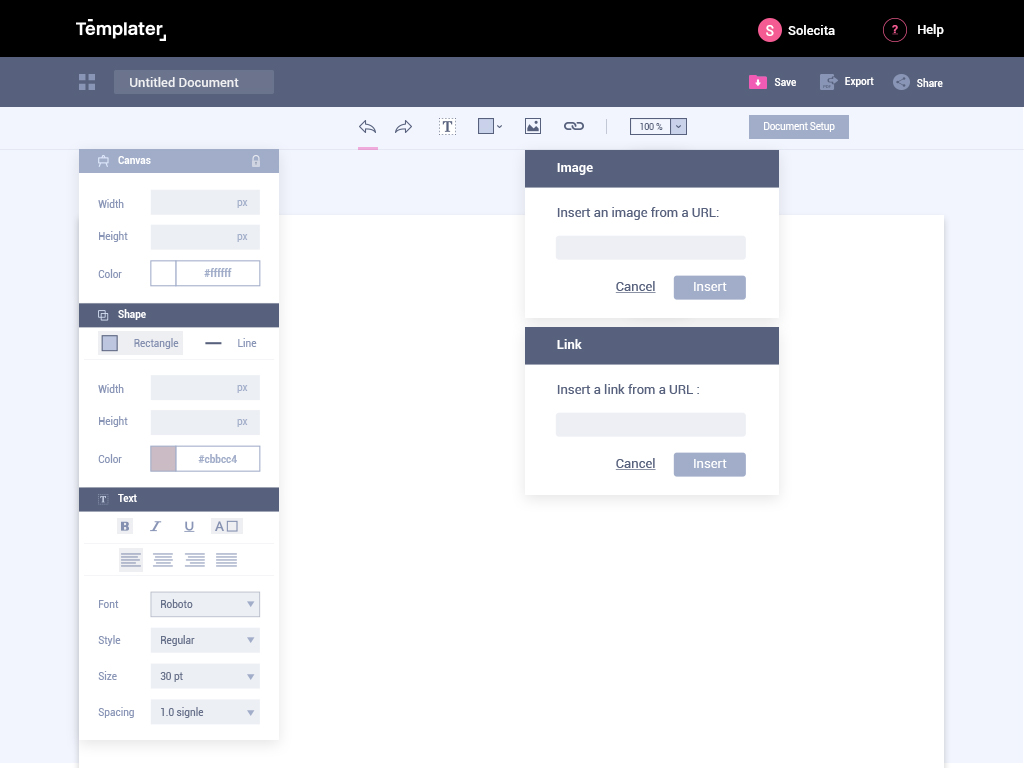 Templater
S Solecita ? Help
Untitled Document Save Export Share
T 100 % Document Setup
Canvas
Width px
Height px
Color #ffffff
Shape
Rectangle Line
Width px
Height px
Color #cbbcc4
T Text
B I U A
Font Roboto
Style Regular
Size 30 pt
Spacing 1.0 signle
Image
Insert an image from a URL:
Cancel Insert
Link
Insert a link from a URL :
Cancel Insert